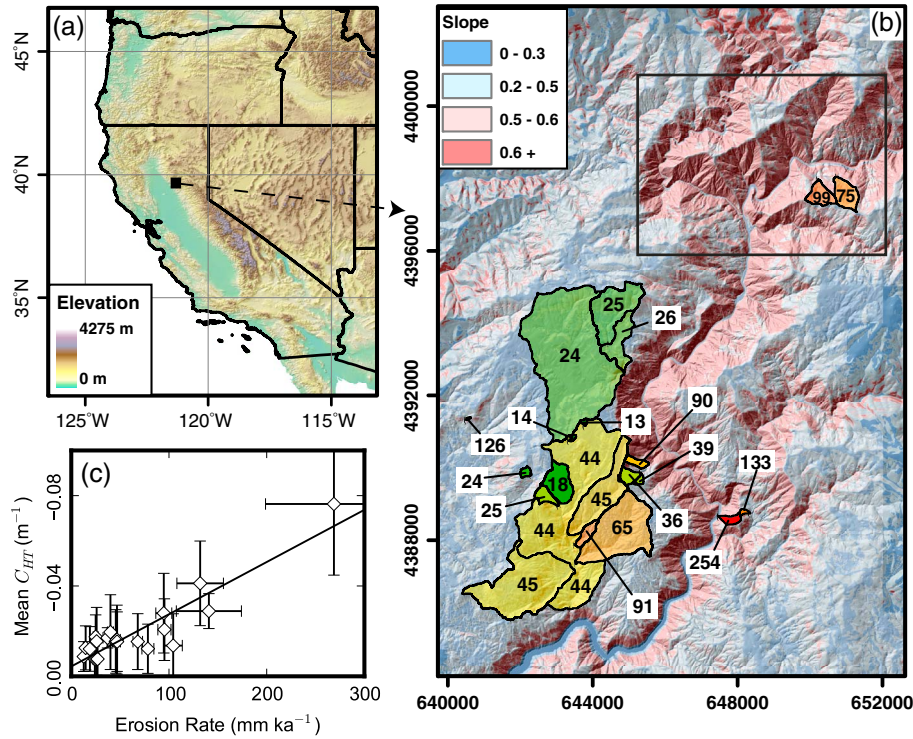 (a)
45°N
40°N
35°N
Elevation
4275 m
0 m
125°W
120°W
115°W
(b)
Slope
0 - 0.3
0.2 - 0.5
0.5 - 0.6
0.6 +
4400000
4396000
4392000
4388000
99
75
25
26
24
14
13
90
126
44
39
24
18
133
25
45
36
44
65
254
45
44
91
640000
644000
648000
652000
(c)
Mean C_HT (m⁻¹)
−0.08
−0.04
0.00
0
100
200
300
Erosion Rate (mm ka⁻¹)